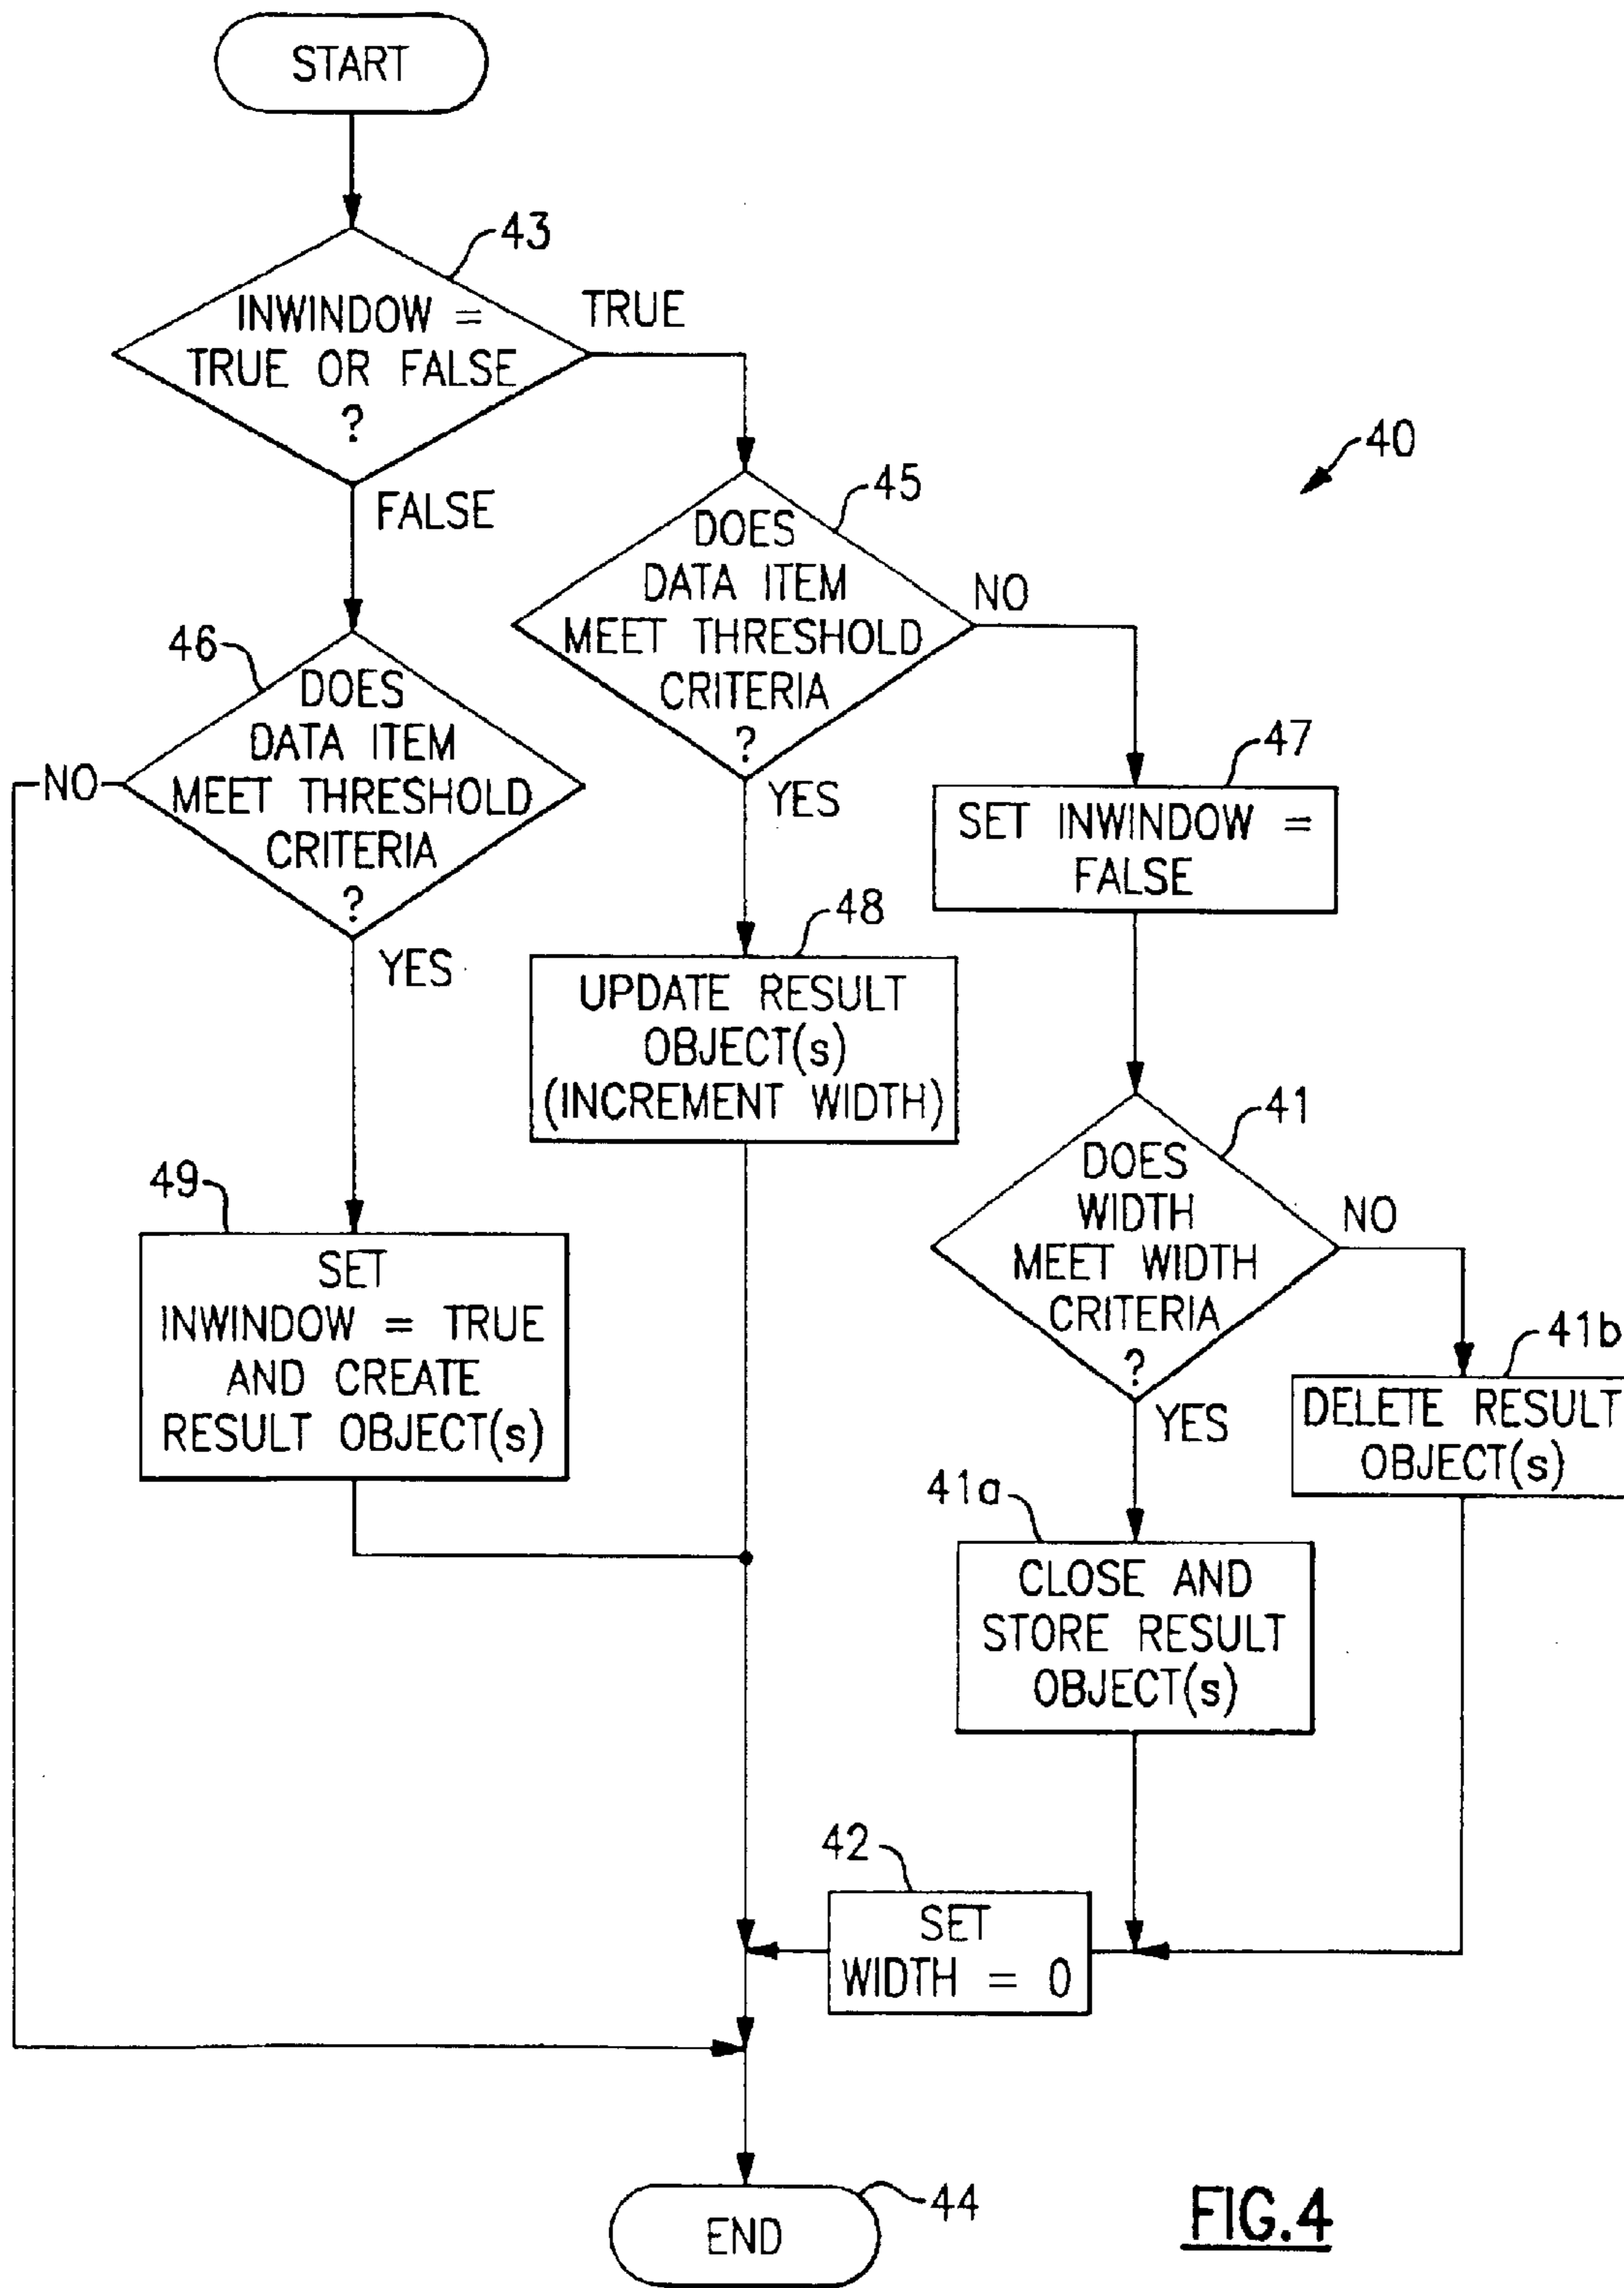 START
43
INWINDOW =
TRUE OR FALSE
?
TRUE
FALSE
40
45
DOES
DATA ITEM
MEET THRESHOLD
CRITERIA
?
NO
YES
46
DOES
DATA ITEM
MEET THRESHOLD
CRITERIA
?
NO
YES
47
SET INWINDOW =
FALSE
48
UPDATE RESULT
OBJECT(s)
(INCREMENT WIDTH)
41
DOES
WIDTH
MEET WIDTH
CRITERIA
?
NO
YES
49
SET
INWINDOW = TRUE
AND CREATE
RESULT OBJECT(s)
41b
DELETE RESULT
OBJECT(s)
41a
CLOSE AND
STORE RESULT
OBJECT(s)
42
SET
WIDTH = 0
44
END
FIG.4